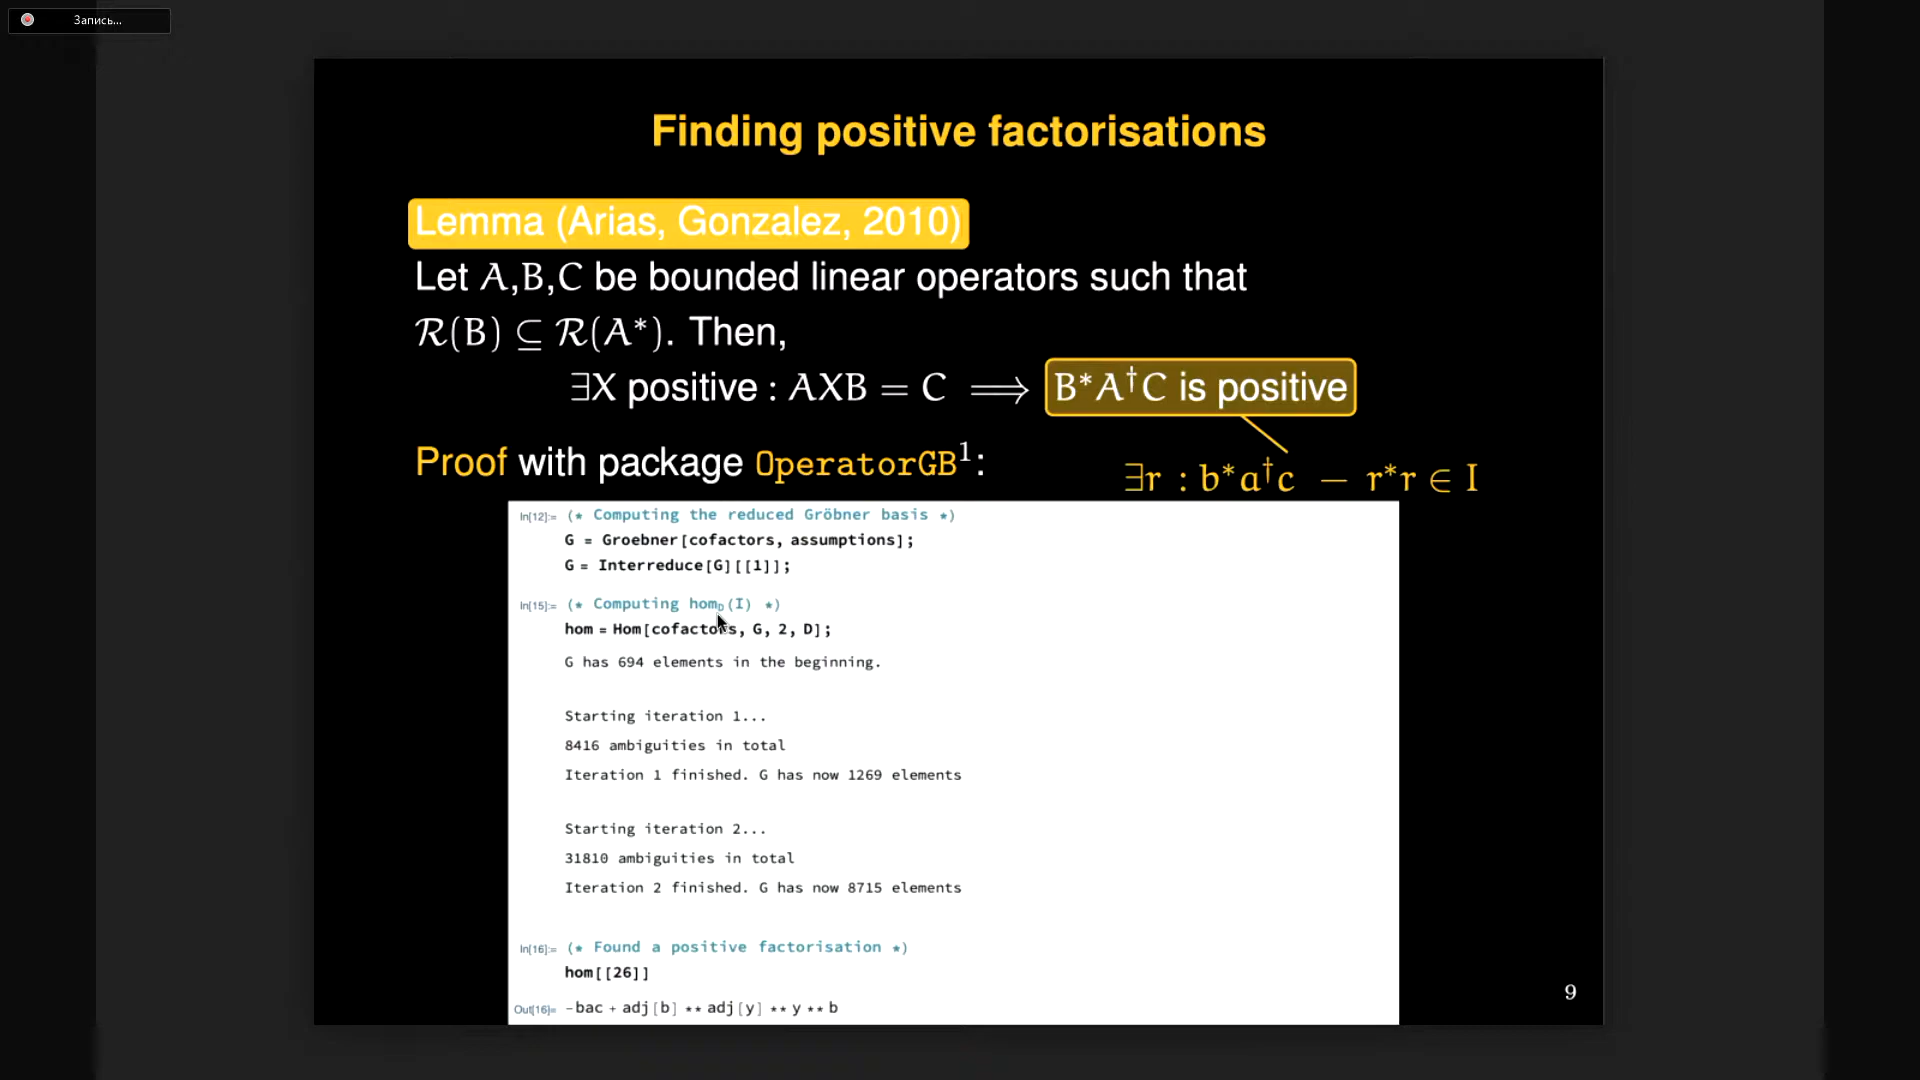 Запись...
Finding positive factorisations
Lemma (Arias, Gonzalez, 2010)
Let A,B,C be bounded linear operators such that
ℛ(B) ⊆ ℛ(A*). Then,
∃X positive : AXB = C ⟹ B*A†C is positive
Proof with package OperatorGB¹:
∃r : b*a†c − r*r ∈ I
In[12]:= (* Computing the reduced Gröbner basis *)
G = Groebner[cofactors, assumptions];
G = Interreduce[G][[1]];
In[15]:= (* Computing hom_D(I) *)
hom = Hom[cofactors, G, 2, D];
G has 694 elements in the beginning.
Starting iteration 1...
8416 ambiguities in total
Iteration 1 finished. G has now 1269 elements
Starting iteration 2...
31810 ambiguities in total
Iteration 2 finished. G has now 8715 elements
In[16]:= (* Found a positive factorisation *)
hom[[26]]
Out[16]= -bac + adj[b] ** adj[y] ** y ** b
9